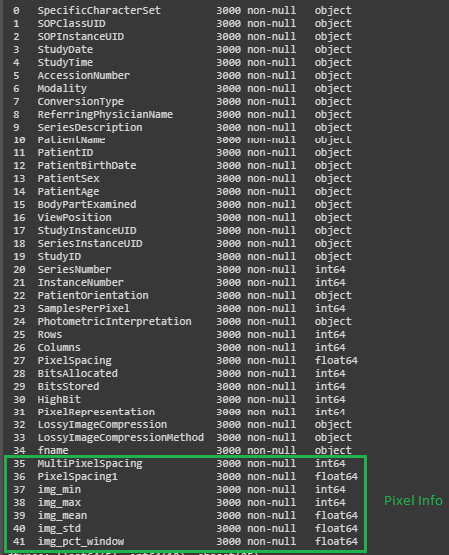 0 SpecificCharacterSet 3000 non-null object
1 SOPClassUID 3000 non-null object
2 SOPInstanceUID 3000 non-null object
3 StudyDate 3000 non-null object
4 StudyTime 3000 non-null object
5 AccessionNumber 3000 non-null object
6 Modality 3000 non-null object
7 ConversionType 3000 non-null object
8 ReferringPhysicianName 3000 non-null object
9 SeriesDescription 3000 non-null object
10 PatientName 3000 non-null object
11 PatientID 3000 non-null object
12 PatientBirthDate 3000 non-null object
13 PatientSex 3000 non-null object
14 PatientAge 3000 non-null object
15 BodyPartExamined 3000 non-null object
16 ViewPosition 3000 non-null object
17 StudyInstanceUID 3000 non-null object
18 SeriesInstanceUID 3000 non-null object
19 StudyID 3000 non-null object
20 SeriesNumber 3000 non-null int64
21 InstanceNumber 3000 non-null int64
22 PatientOrientation 3000 non-null object
23 SamplesPerPixel 3000 non-null int64
24 PhotometricInterpretation 3000 non-null object
25 Rows 3000 non-null int64
26 Columns 3000 non-null int64
27 PixelSpacing 3000 non-null float64
28 BitsAllocated 3000 non-null int64
29 BitsStored 3000 non-null int64
30 HighBit 3000 non-null int64
31 PixelRepresentation 3000 non-null int64
32 LossyImageCompression 3000 non-null object
33 LossyImageCompressionMethod 3000 non-null object
34 fname 3000 non-null object
35 MultiPixelSpacing 3000 non-null int64
36 PixelSpacing1 3000 non-null float64
37 img_min 3000 non-null int64
38 img_max 3000 non-null int64
Pixel Info
39 img_mean 3000 non-null float64
40 img_std 3000 non-null float64
41 img_pct_window 3000 non-null float64